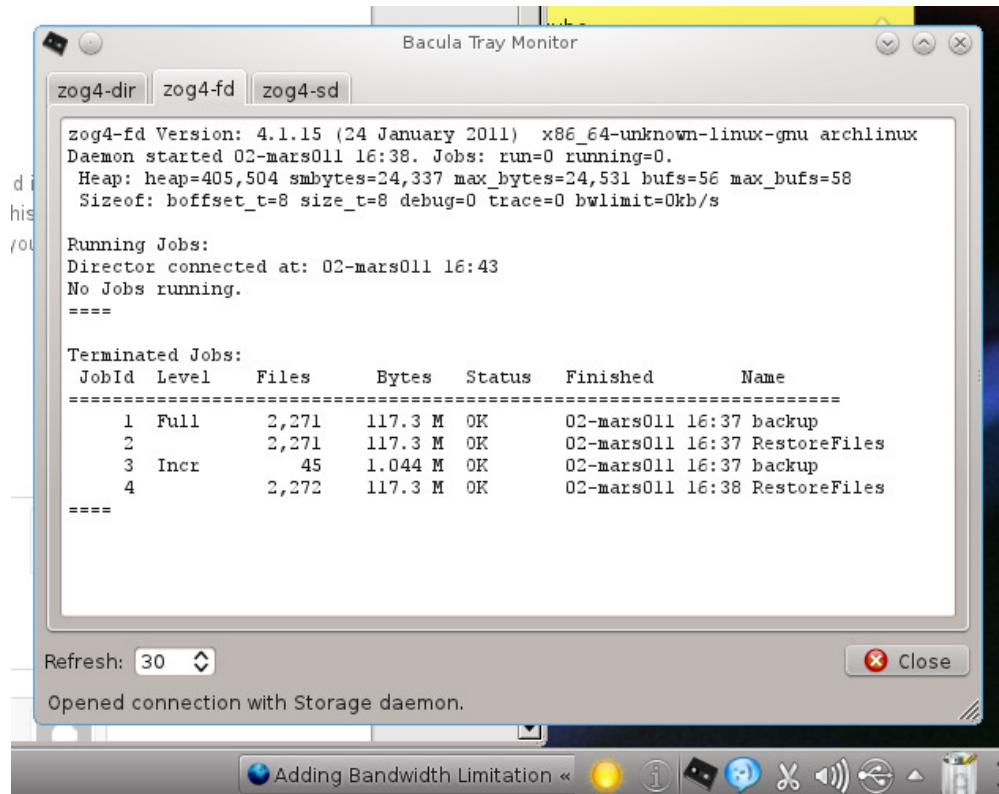 Bacula Tray Monitor
zog4-dir zog4-fd zog4-sd
zog4-fd Version: 4.1.15 (24 January 2011)  x86_64-unknown-linux-gnu archlinux
Daemon started 02-mars011 16:38. Jobs: run=0 running=0.
 Heap: heap=405,504 smbytes=24,337 max_bytes=24,531 bufs=56 max_bufs=58
 Sizeof: boffset_t=8 size_t=8 debug=0 trace=0 bwlimit=0kb/s
Running Jobs:
Director connected at: 02-mars011 16:43
No Jobs running.
====
Terminated Jobs:
 JobId  Level    Files      Bytes   Status   Finished        Name
======================================================================
     1  Full     2,271    117.3 M  OK       02-mars011 16:37 backup
     2           2,271    117.3 M  OK       02-mars011 16:37 RestoreFiles
     3  Incr        45    1.044 M  OK       02-mars011 16:37 backup
     4           2,272    117.3 M  OK       02-mars011 16:38 RestoreFiles
====
Refresh: 30
Close
Opened connection with Storage daemon.
Adding Bandwidth Limitation «